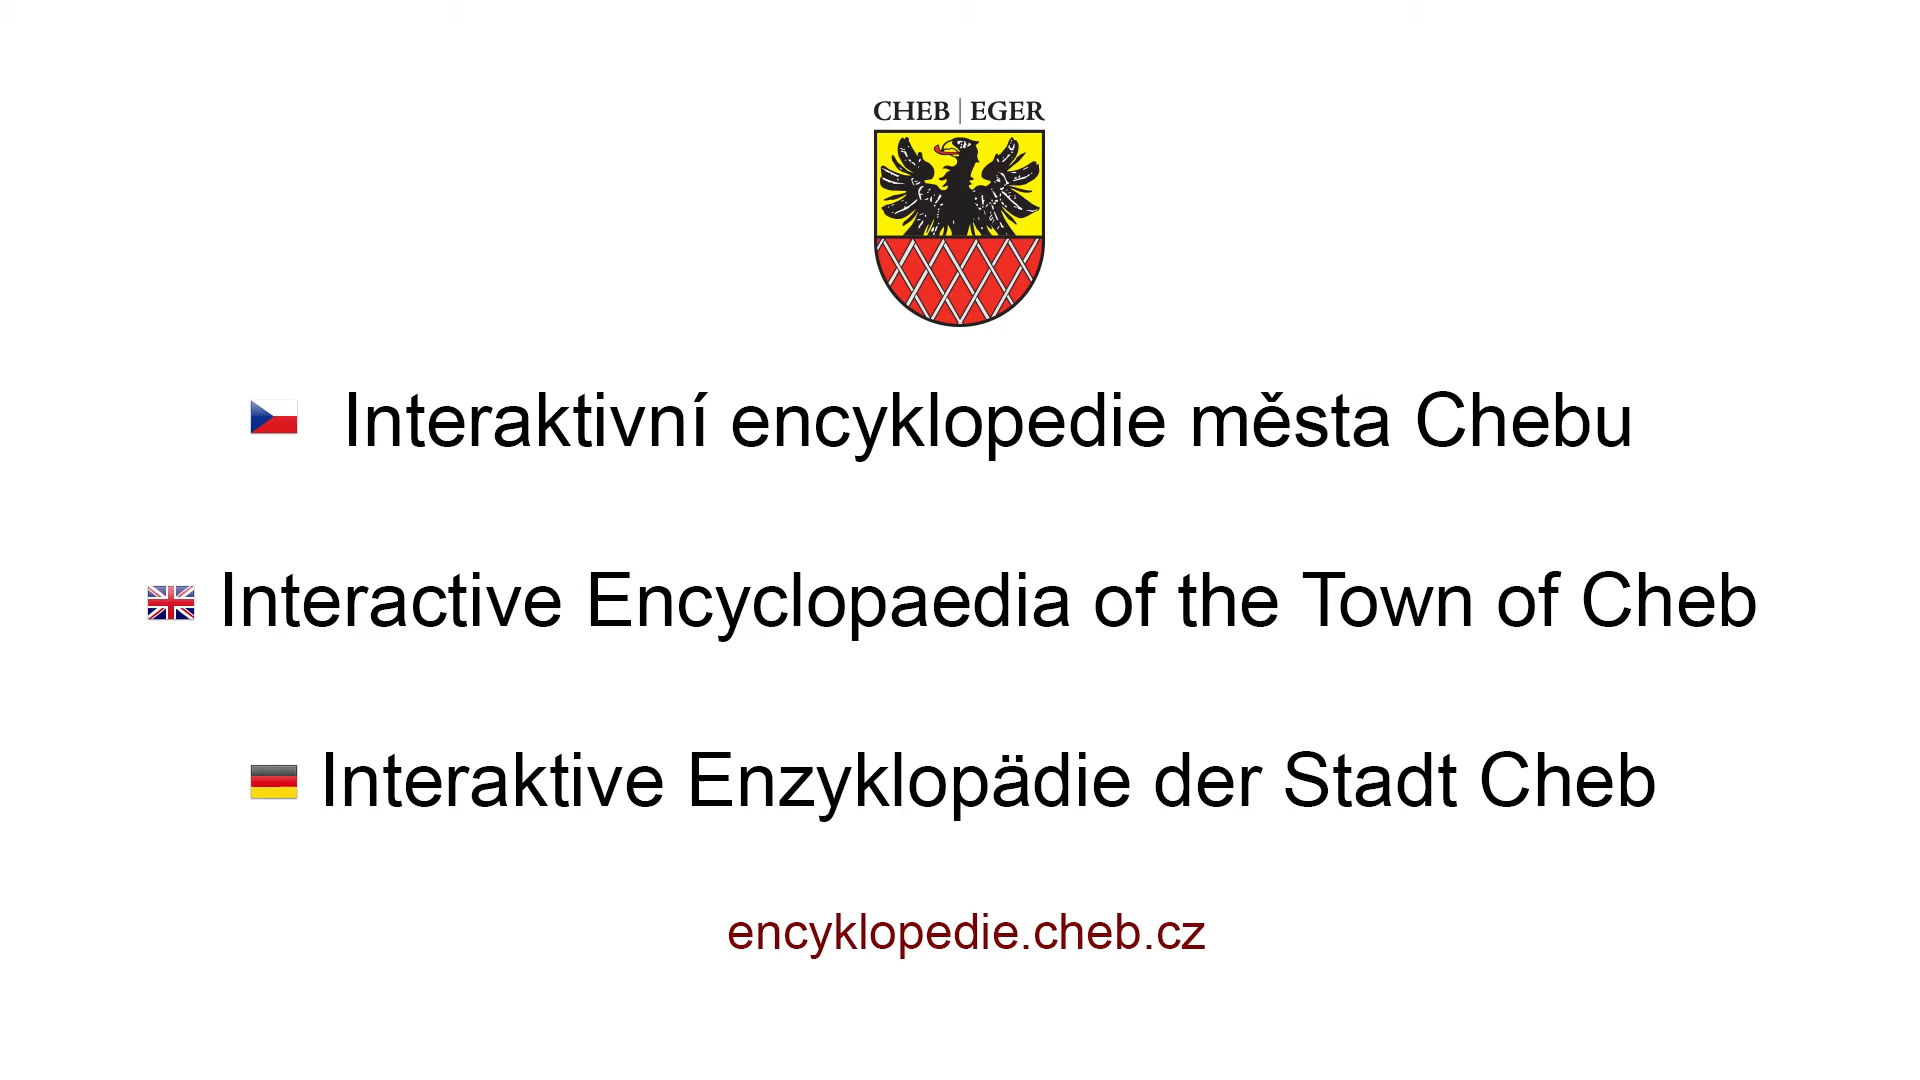 CHEB | EGER
Interaktivní encyklopedie města Chebu
Interactive Encyclopaedia of the Town of Cheb
Interaktive Enzyklopädie der Stadt Cheb
encyklopedie.cheb.cz